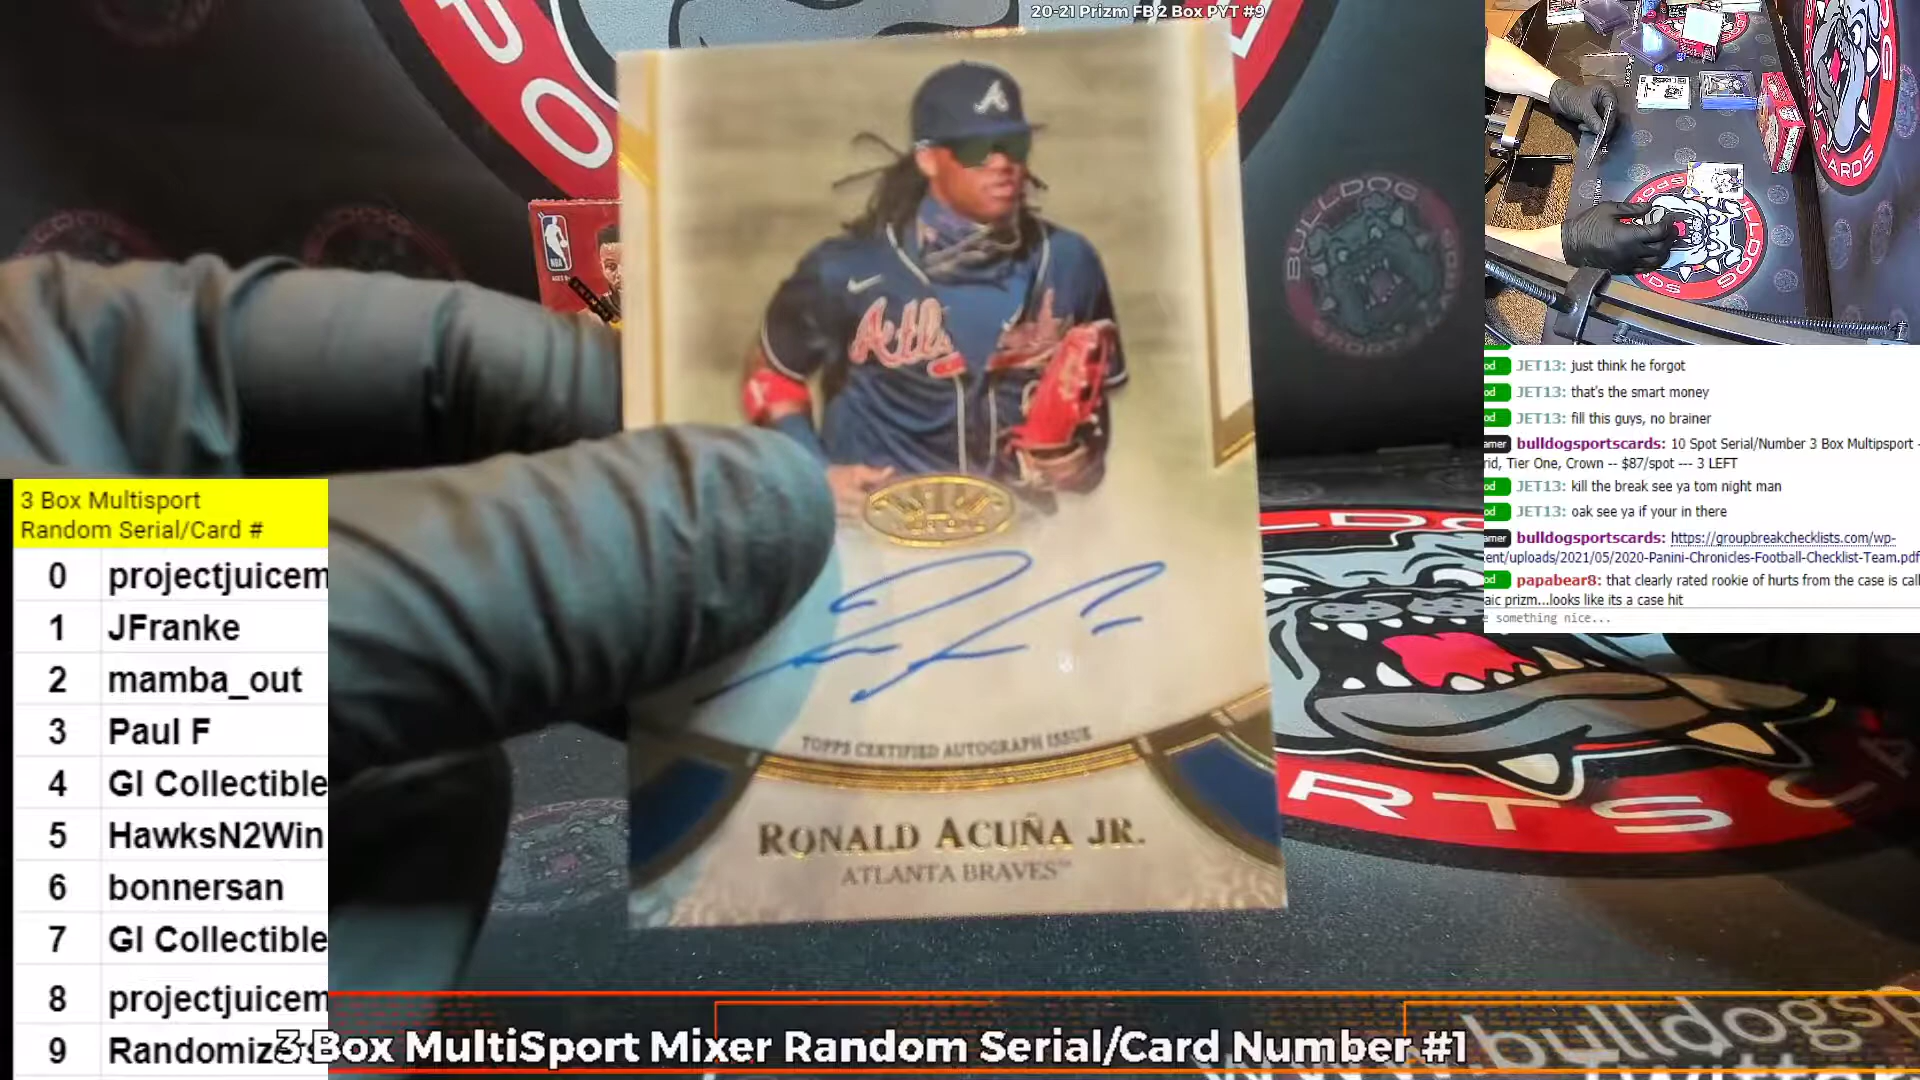 20-21 Prizm FB 2 Box PYT #9
BULLDOG
CARDS
NBA
RONALD ACUÑA JR.
ATLANTA BRAVES™
TOPPS CERTIFIED AUTOGRAPH ISSUE
3 Box Multisport
Random Serial/Card #
0 projectjuicem
1 JFranke
2 mamba_out
3 Paul F
4 GI Collectible
5 HawksN2Win
6 bonnersan
7 GI Collectible
8 projectjuicem
9 Randomiz
JET13: just think he forgot
JET13: that's the smart money
JET13: fill this guys, no brainer
bulldogsportscards: 10 Spot Serial/Number 3 Box Multipsport -
rid, Tier One, Crown -- $87/spot --- 3 LEFT
JET13: kill the break see ya tom night man
JET13: oak see ya if your in there
bulldogsportscards: https://groupbreakchecklists.com/wp-
ent/uploads/2021/05/2020-Panini-Chronicles-Football-Checklist-Team.pdf
papabear8: that clearly rated rookie of hurts from the case is call
aic prizm...looks like its a case hit
something nice...
RTS CA
3 Box MultiSport Mixer Random Serial/Card Number #1